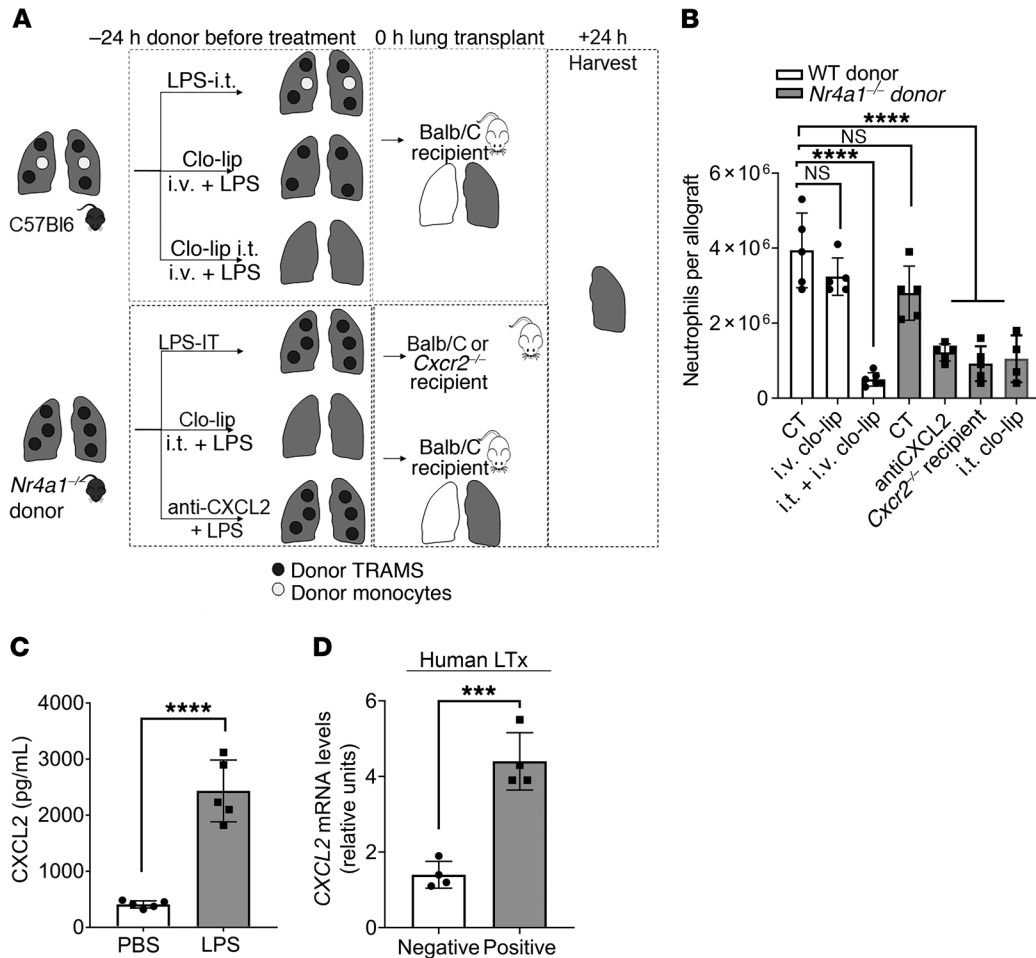 A
–24 h donor before treatment
0 h lung transplant
+24 h
Harvest
LPS-i.t.
Clo-lip
i.v. + LPS
Clo-lip i.t.
i.v. + LPS
C57Bl6
Balb/C
recipient
LPS-IT
Clo-lip
i.t. + LPS
anti-CXCL2
+ LPS
Nr4a1–/–
donor
Balb/C or
Cxcr2–/–
recipient
Balb/C
recipient
Donor TRAMS
Donor monocytes
B
WT donor
Nr4a1–/– donor
****
NS
****
NS
Neutrophils per allograft
6 × 10⁶
4 × 10⁶
2 × 10⁶
0
CT
i.v. clo-lip
i.t. + i.v. clo-lip
CT
antiCXCL2
Cxcr2–/– recipient
i.t. clo-lip
C
CXCL2 (pg/mL)
4000
3000
2000
1000
0
****
PBS
LPS
D
Human LTx
***
CXCL2 mRNA levels
(relative units)
6
4
2
0
Negative
Positive